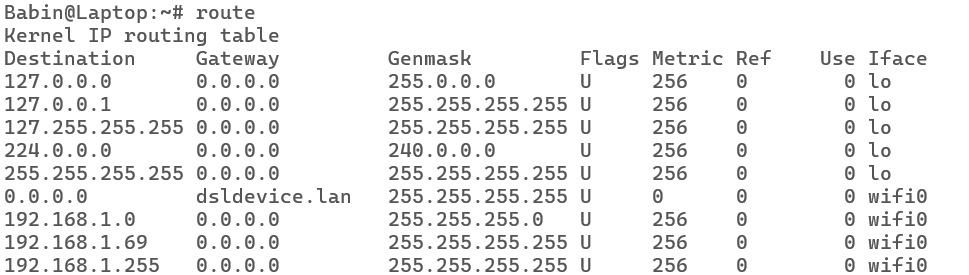 Babin@Laptop:~# route
Kernel IP routing table
Destination     Gateway         Genmask         Flags Metric Ref    Use Iface
127.0.0.0       0.0.0.0         255.0.0.0       U     256    0        0 lo
127.0.0.1       0.0.0.0         255.255.255.255 U     256    0        0 lo
127.255.255.255 0.0.0.0         255.255.255.255 U     256    0        0 lo
224.0.0.0       0.0.0.0         240.0.0.0       U     256    0        0 lo
255.255.255.255 0.0.0.0         255.255.255.255 U     256    0        0 lo
0.0.0.0         dsldevice.lan   255.255.255.255 U     0      0        0 wifi0
192.168.1.0     0.0.0.0         255.255.255.0   U     256    0        0 wifi0
192.168.1.69    0.0.0.0         255.255.255.255 U     256    0        0 wifi0
192.168.1.255   0.0.0.0         255.255.255.255 U     256    0        0 wifi0